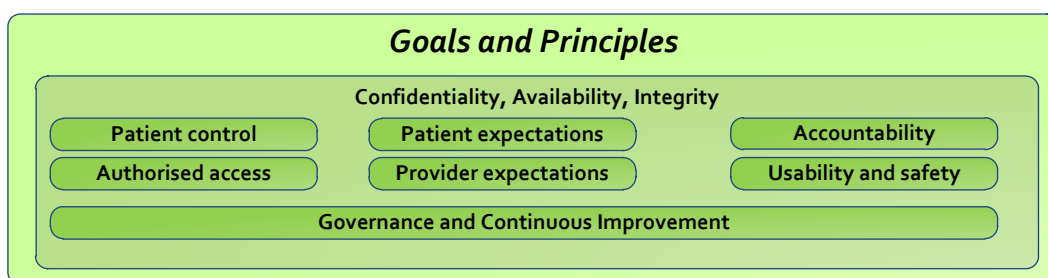 Goals and Principles
Confidentiality, Availability, Integrity
Patient control
Patient expectations
Accountability
Authorised access
Provider expectations
Usability and safety
Governance and Continuous Improvement